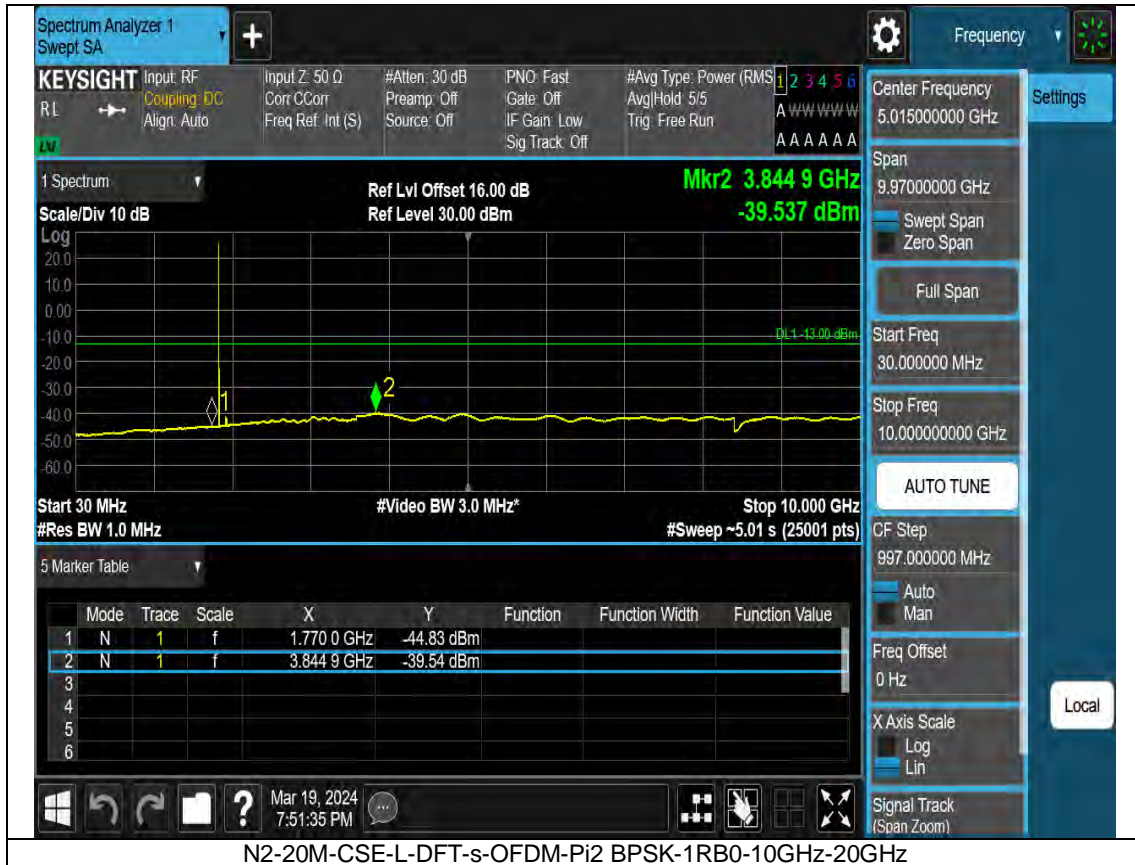 Spectrum Analyzer 1
Swept SA
+
Frequency
KEYSIGHT
RL
LXI
Input: RF
Coupling: DC
Align: Auto
Input Z: 50 Ω
Corr CCorr
Freq Ref: Int (S)
#Atten: 30 dB
Preamp: Off
Source: Off
PNO: Fast
Gate: Off
IF Gain: Low
Sig Track: Off
#Avg Type: Power (RMS
Avg|Hold: 5/5
Trig: Free Run
1 2 3 4 5 6
A W W W W W
A A A A A A
1 Spectrum
Scale/Div 10 dB
Log
Ref Lvl Offset 16.00 dB
Ref Level 30.00 dBm
Mkr2 3.844 9 GHz
-39.537 dBm
20.0
10.0
0.00
-10.0
-20.0
-30.0
-40.0
-50.0
-60.0
DL1 -13.00 dBm
1
2
Start 30 MHz
#Res BW 1.0 MHz
#Video BW 3.0 MHz*
Stop 10.000 GHz
#Sweep ~5.01 s (25001 pts)
5 Marker Table
Mode Trace Scale X Y Function Function Width Function Value
1 N 1 f 1.770 0 GHz -44.83 dBm
2 N 1 f 3.844 9 GHz -39.54 dBm
3
4
5
6
Mar 19, 2024
7:51:35 PM
?
Center Frequency
5.015000000 GHz
Settings
Span
9.97000000 GHz
Swept Span
Zero Span
Full Span
Start Freq
30.000000 MHz
Stop Freq
10.000000000 GHz
AUTO TUNE
CF Step
997.000000 MHz
Auto
Man
Freq Offset
0 Hz
X Axis Scale
Log
Lin
Local
Signal Track
(Span Zoom)
N2-20M-CSE-L-DFT-s-OFDM-Pi2 BPSK-1RB0-10GHz-20GHz